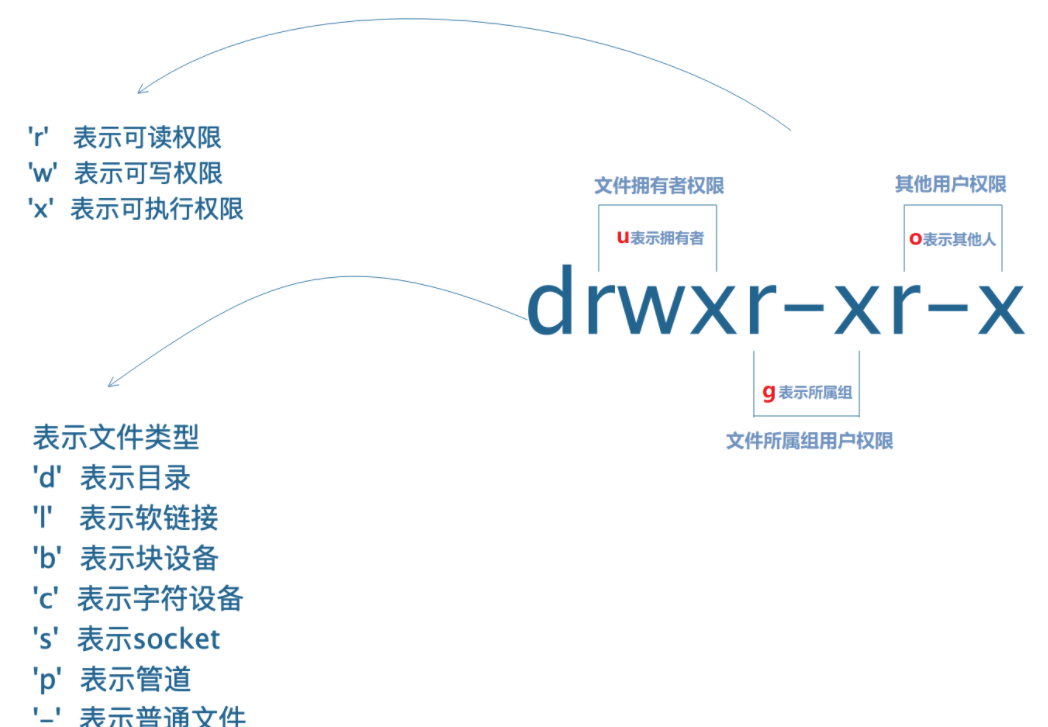 'r' 表示可读权限
'w' 表示可写权限
'x' 表示可执行权限
文件拥有者权限
其他用户权限
u表示拥有者
o表示其他人
drwxr-xr-x
g表示所属组
文件所属组用户权限
表示文件类型
'd' 表示目录
'l' 表示软链接
'b' 表示块设备
'c' 表示字符设备
's' 表示socket
'p' 表示管道
'-' 表示普通文件